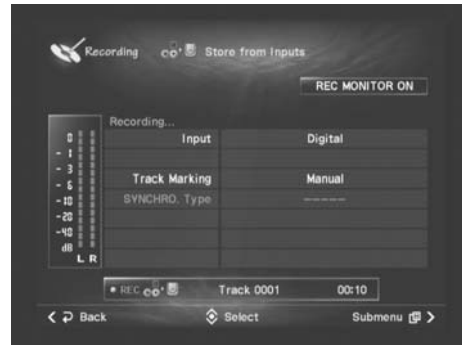 Recording Store from Inputs
REC MONITOR ON
Recording...
Input Digital
Track Marking Manual
SYNCHRO. Type -----
0
- 1
- 3
- 6
- 10
- 20
- 40
dB
L R
REC Track 0001 00:10
Back Select Submenu